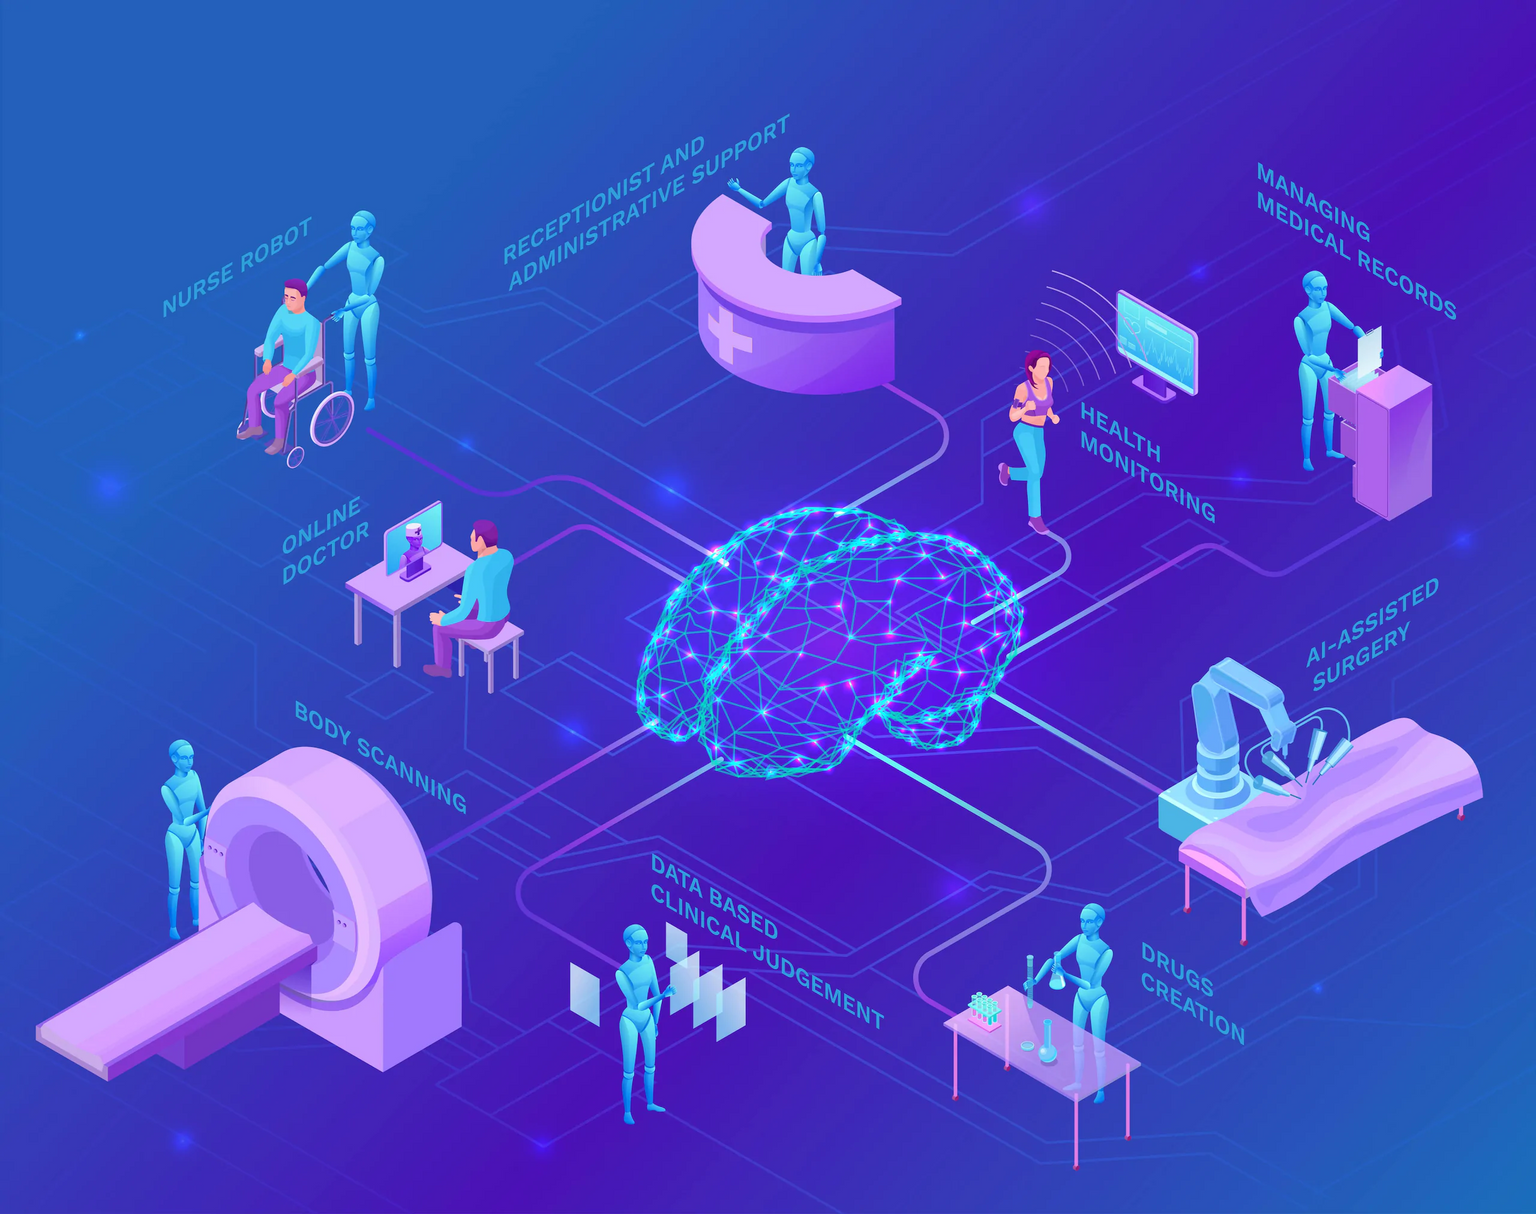 NURSE ROBOT
RECEPTIONIST AND
ADMINISTRATIVE SUPPORT
MANAGING
MEDICAL RECORDS
HEALTH
MONITORING
ONLINE
DOCTOR
AI-ASSISTED
SURGERY
BODY SCANNING
DATA BASED
CLINICAL JUDGEMENT
DRUGS
CREATION